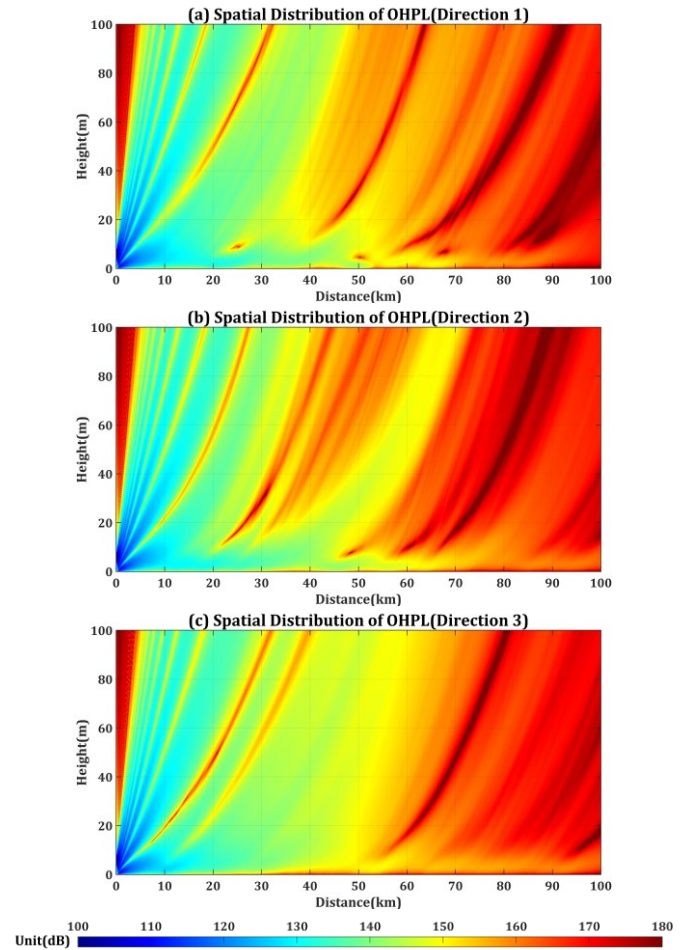 (a) Spatial Distribution of OHPL(Direction 1)
100
80
60
40
20
0
Height(m)
0 10 20 30 40 50 60 70 80 90 100
Distance(km)
(b) Spatial Distribution of OHPL(Direction 2)
100
80
60
40
20
0
Height(m)
0 10 20 30 40 50 60 70 80 90 100
Distance(km)
(c) Spatial Distribution of OHPL(Direction 3)
100
80
60
40
20
0
Height(m)
0 10 20 30 40 50 60 70 80 90 100
Distance(km)
100 110 120 130 140 150 160 170 180
Unit(dB)